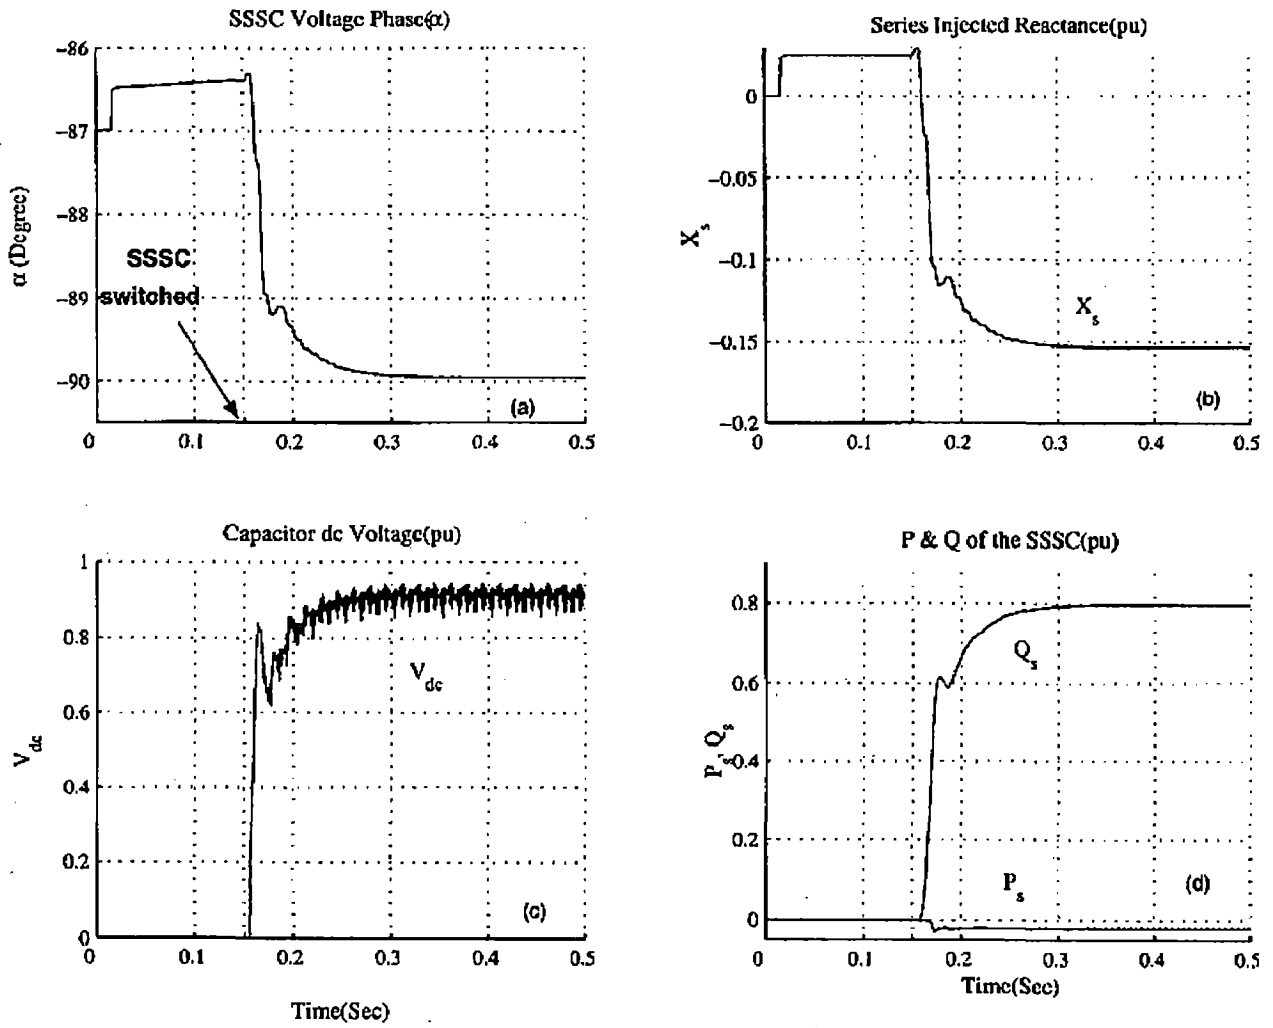 SSSC Voltage Phase(α)
−86
−87
−88
−89
−90
α (Degree)
SSSC
switched
(a)
0 0.1 0.2 0.3 0.4 0.5
Series Injected Reactance(pu)
0
−0.05
−0.1
−0.15
−0.2
X_s
X_s
(b)
0 0.1 0.2 0.3 0.4 0.5
Capacitor dc Voltage(pu)
1
0.8
0.6
0.4
0.2
0
V_dc
V_dc
(c)
0 0.1 0.2 0.3 0.4 0.5
Time(Sec)
P & Q of the SSSC(pu)
0.8
0.6
0.4
0.2
0
P_s, Q_s
Q_s
P_s
(d)
0 0.1 0.2 0.3 0.4 0.5
Time(Sec)